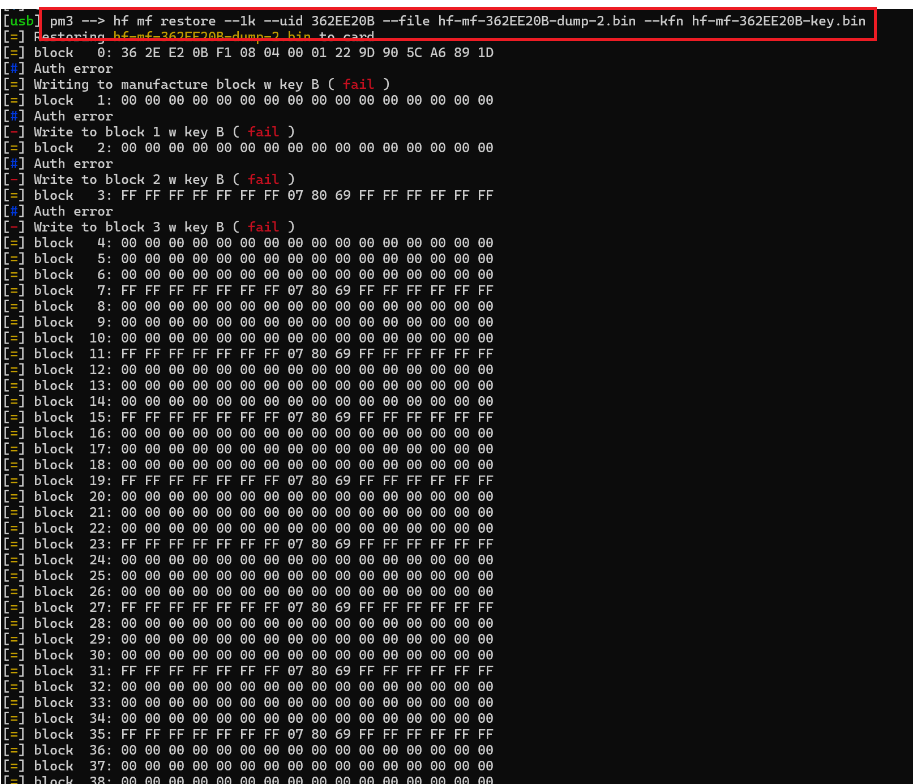 [usb] pm3 --> hf mf restore --1k --uid 362EE20B --file hf-mf-362EE20B-dump-2.bin --kfn hf-mf-362EE20B-key.bin
[=] Restoring hf-mf-362EE20B-dump-2.bin to card
[=] block   0: 36 2E E2 0B F1 08 04 00 01 22 9D 90 5C A6 89 1D
[#] Auth error
[=] Writing to manufacture block w key B ( fail )
[=] block   1: 00 00 00 00 00 00 00 00 00 00 00 00 00 00 00 00
[#] Auth error
[-] Write to block 1 w key B ( fail )
[=] block   2: 00 00 00 00 00 00 00 00 00 00 00 00 00 00 00 00
[#] Auth error
[-] Write to block 2 w key B ( fail )
[=] block   3: FF FF FF FF FF FF FF 07 80 69 FF FF FF FF FF FF
[#] Auth error
[-] Write to block 3 w key B ( fail )
[=] block   4: 00 00 00 00 00 00 00 00 00 00 00 00 00 00 00 00
[=] block   5: 00 00 00 00 00 00 00 00 00 00 00 00 00 00 00 00
[=] block   6: 00 00 00 00 00 00 00 00 00 00 00 00 00 00 00 00
[=] block   7: FF FF FF FF FF FF FF 07 80 69 FF FF FF FF FF FF
[=] block   8: 00 00 00 00 00 00 00 00 00 00 00 00 00 00 00 00
[=] block   9: 00 00 00 00 00 00 00 00 00 00 00 00 00 00 00 00
[=] block  10: 00 00 00 00 00 00 00 00 00 00 00 00 00 00 00 00
[=] block  11: FF FF FF FF FF FF FF 07 80 69 FF FF FF FF FF FF
[=] block  12: 00 00 00 00 00 00 00 00 00 00 00 00 00 00 00 00
[=] block  13: 00 00 00 00 00 00 00 00 00 00 00 00 00 00 00 00
[=] block  14: 00 00 00 00 00 00 00 00 00 00 00 00 00 00 00 00
[=] block  15: FF FF FF FF FF FF FF 07 80 69 FF FF FF FF FF FF
[=] block  16: 00 00 00 00 00 00 00 00 00 00 00 00 00 00 00 00
[=] block  17: 00 00 00 00 00 00 00 00 00 00 00 00 00 00 00 00
[=] block  18: 00 00 00 00 00 00 00 00 00 00 00 00 00 00 00 00
[=] block  19: FF FF FF FF FF FF FF 07 80 69 FF FF FF FF FF FF
[=] block  20: 00 00 00 00 00 00 00 00 00 00 00 00 00 00 00 00
[=] block  21: 00 00 00 00 00 00 00 00 00 00 00 00 00 00 00 00
[=] block  22: 00 00 00 00 00 00 00 00 00 00 00 00 00 00 00 00
[=] block  23: FF FF FF FF FF FF FF 07 80 69 FF FF FF FF FF FF
[=] block  24: 00 00 00 00 00 00 00 00 00 00 00 00 00 00 00 00
[=] block  25: 00 00 00 00 00 00 00 00 00 00 00 00 00 00 00 00
[=] block  26: 00 00 00 00 00 00 00 00 00 00 00 00 00 00 00 00
[=] block  27: FF FF FF FF FF FF FF 07 80 69 FF FF FF FF FF FF
[=] block  28: 00 00 00 00 00 00 00 00 00 00 00 00 00 00 00 00
[=] block  29: 00 00 00 00 00 00 00 00 00 00 00 00 00 00 00 00
[=] block  30: 00 00 00 00 00 00 00 00 00 00 00 00 00 00 00 00
[=] block  31: FF FF FF FF FF FF FF 07 80 69 FF FF FF FF FF FF
[=] block  32: 00 00 00 00 00 00 00 00 00 00 00 00 00 00 00 00
[=] block  33: 00 00 00 00 00 00 00 00 00 00 00 00 00 00 00 00
[=] block  34: 00 00 00 00 00 00 00 00 00 00 00 00 00 00 00 00
[=] block  35: FF FF FF FF FF FF FF 07 80 69 FF FF FF FF FF FF
[=] block  36: 00 00 00 00 00 00 00 00 00 00 00 00 00 00 00 00
[=] block  37: 00 00 00 00 00 00 00 00 00 00 00 00 00 00 00 00
[=] block  38: 00 00 00 00 00 00 00 00 00 00 00 00 00 00 00 00